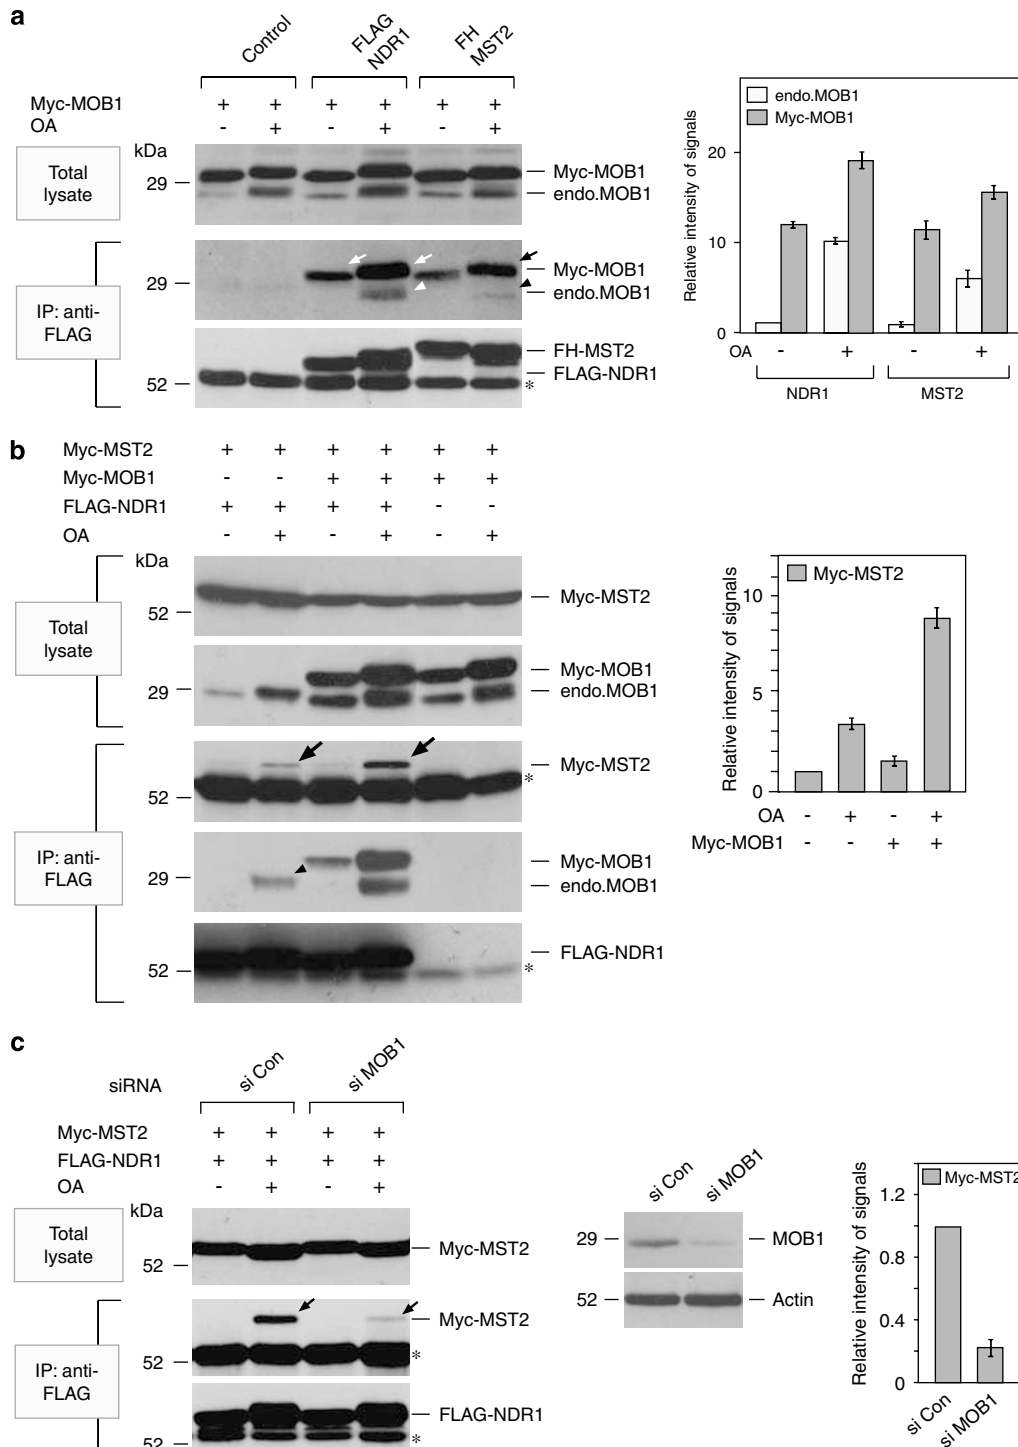 a
Control
FLAG
NDR1
FH
MST2
Myc-MOB1 + + + + + +
OA - + - + - +
kDa
Total
lysate
29
Myc-MOB1
endo.MOB1
IP: anti-
FLAG
29
Myc-MOB1
endo.MOB1
FH-MST2
FLAG-NDR1
52
*
endo.MOB1
Myc-MOB1
Relative intensity of signals
20
10
0
OA - + - +
NDR1 MST2
b
Myc-MST2 + + + + + +
Myc-MOB1 - - + + + +
FLAG-NDR1 + + + + - -
OA - + - + - +
kDa
Total
lysate
52
Myc-MST2
29
Myc-MOB1
endo.MOB1
IP: anti-
FLAG
Myc-MST2
52
*
Myc-MOB1
29
endo.MOB1
FLAG-NDR1
52
*
Myc-MST2
Relative intensity of signals
10
5
0
OA - + - +
Myc-MOB1 - - + +
c
siRNA
si Con
si MOB1
Myc-MST2 + + + +
FLAG-NDR1 + + + +
OA - + - +
kDa
Total
lysate
Myc-MST2
52
IP: anti-
FLAG
Myc-MST2
52
*
FLAG-NDR1
52
*
si Con
si MOB1
29
MOB1
52
Actin
Myc-MST2
Relative intensity of signals
1.2
0.8
0.4
0
si Con
si MOB1